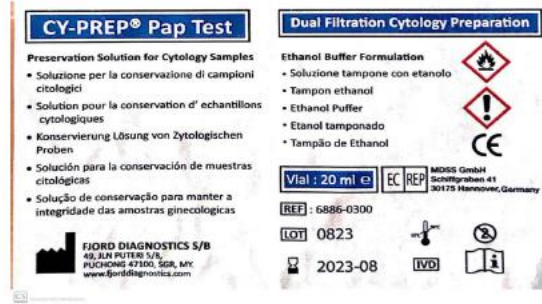 CY-PREP® Pap Test
Preservation Solution for Cytology Samples
• Soluzione per la conservazione di campioni
citologici
• Solution pour la conservation d' echantillons
cytologiques
• Konservierung Lösung von Zytologischen
Proben
• Solución para la conservación de muestras
citológicas
• Solução de conservação para manter a
integridade das amostras ginecologicas
FJORD DIAGNOSTICS S/B
49, JLN PUTERI 5/8,
PUCHONG 47100, SGR, MY.
www.fjorddiagnostics.com
Dual Filtration Cytology Preparation
Ethanol Buffer Formulation
- Soluzione tampone con etanolo
• Tampon ethanol
- Ethanol Puffer
• Etanol tamponado
- Tampão de Ethanol
CE
Vial : 20 ml e
EC REP
MDSS GmbH
Schiffgraben 41
30175 Hannover, Germany
REF : 6886-0300
LOT 0823
2023-08
IVD
CS